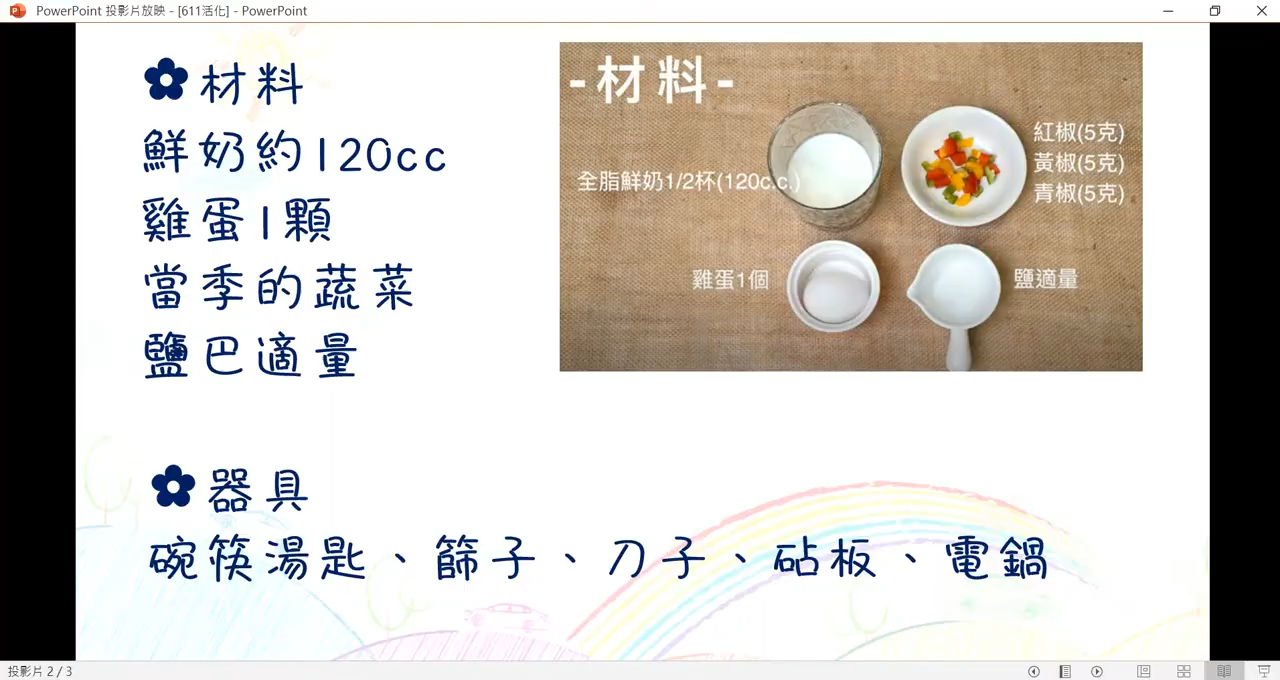 PowerPoint 投影片放映 - [611活化] - PowerPoint
材料
鮮奶約120cc
雞蛋1顆
當季的蔬菜
鹽巴適量
-材料-
紅椒(5克)
黃椒(5克)
青椒(5克)
全脂鮮奶1/2杯(120c.c.)
雞蛋1個
鹽適量
器具
碗筷湯匙、篩子、刀子、砧板、電鍋
投影片 2 / 3